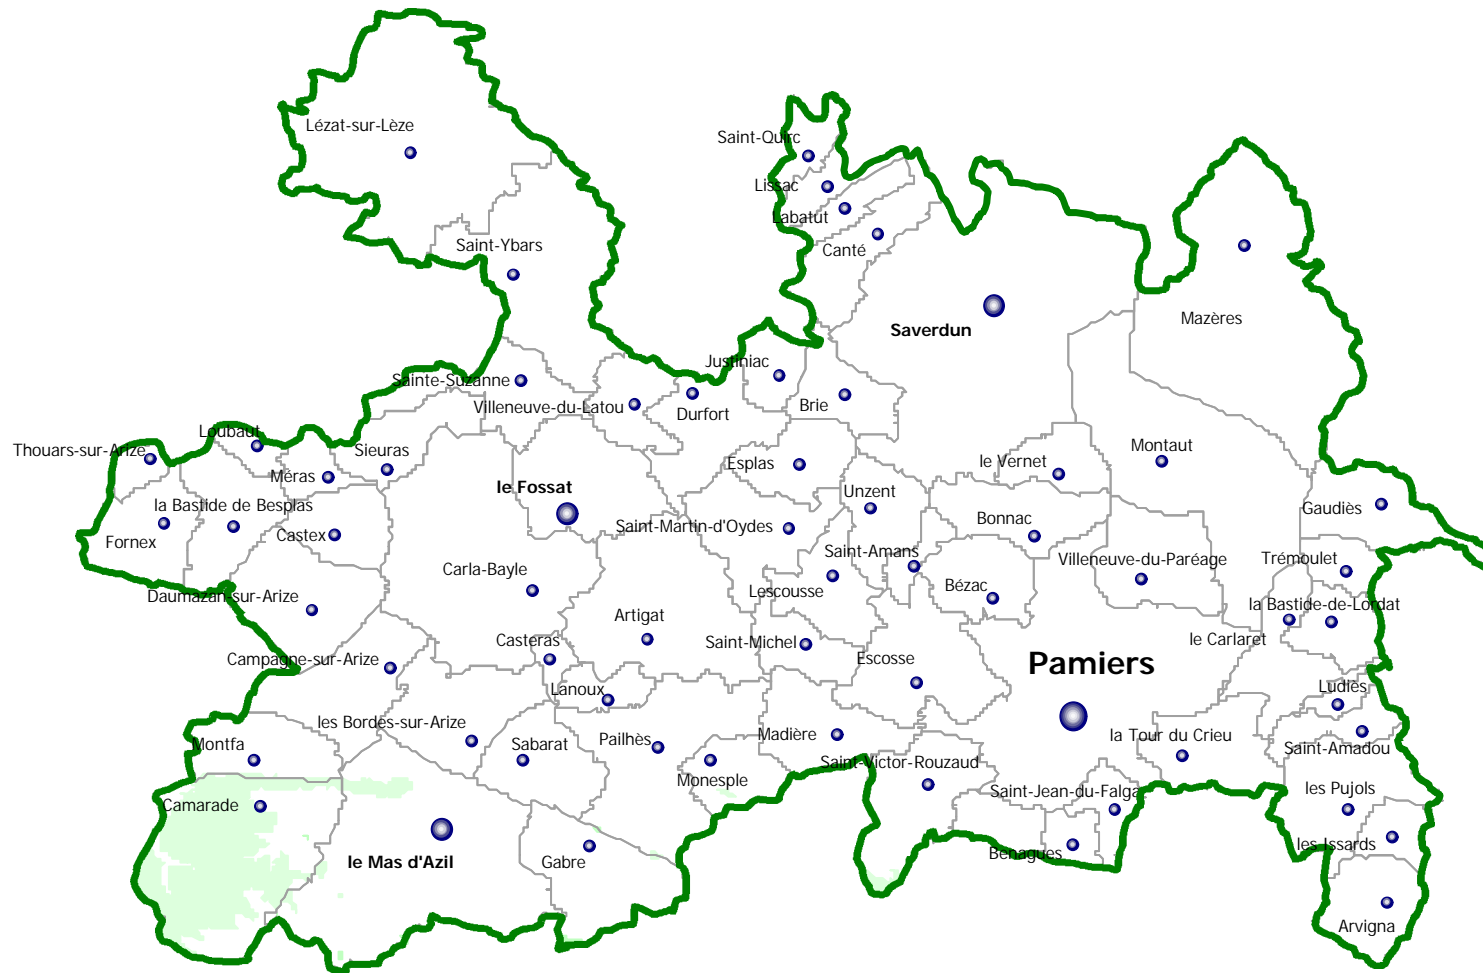 Lézat-sur-Lèze
Saint-Quirc
Lissac
Labatut
Canté
Saint-Ybars
Mazères
Saverdun
Justiniac
Sainte-Suzanne
Villeneuve-du-Latou
Durfort
Brie
Loubaut
Thouars-sur-Arize
Sieuras
Méras
Esplas
le Vernet
Montaut
le Fossat
Unzent
la Bastide de Besplas
Gaudiès
Bonnac
Saint-Martin-d'Oydes
Castex
Fornex
Saint-Amans
Villeneuve-du-Paréage
Trémoulet
Carla-Bayle
Bézac
Lescousse
Daumazan-sur-Arize
la Bastide-de-Lordat
Artigat
le Carlaret
Casteras
Saint-Michel
Escosse
Campagne-sur-Arize
Pamiers
Lanoux
Ludiès
les Bordes-sur-Arize
Madière
la Tour du Crieu
Pailhès
Sabarat
Montfa
Saint-Amadou
Saint-Victor-Rouzaud
Monesple
les Pujols
Saint-Jean-du-Falga
Camarade
les Issards
Benagues
le Mas d'Azil
Gabre
Arvigna